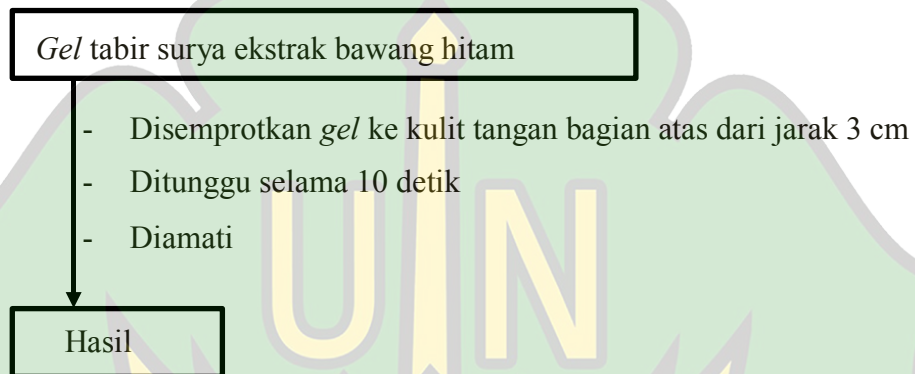 Gel tabir surya ekstrak bawang hitam
- Disemprotkan gel ke kulit tangan bagian atas dari jarak 3 cm
- Ditunggu selama 10 detik
- Diamati
UIN
Hasil